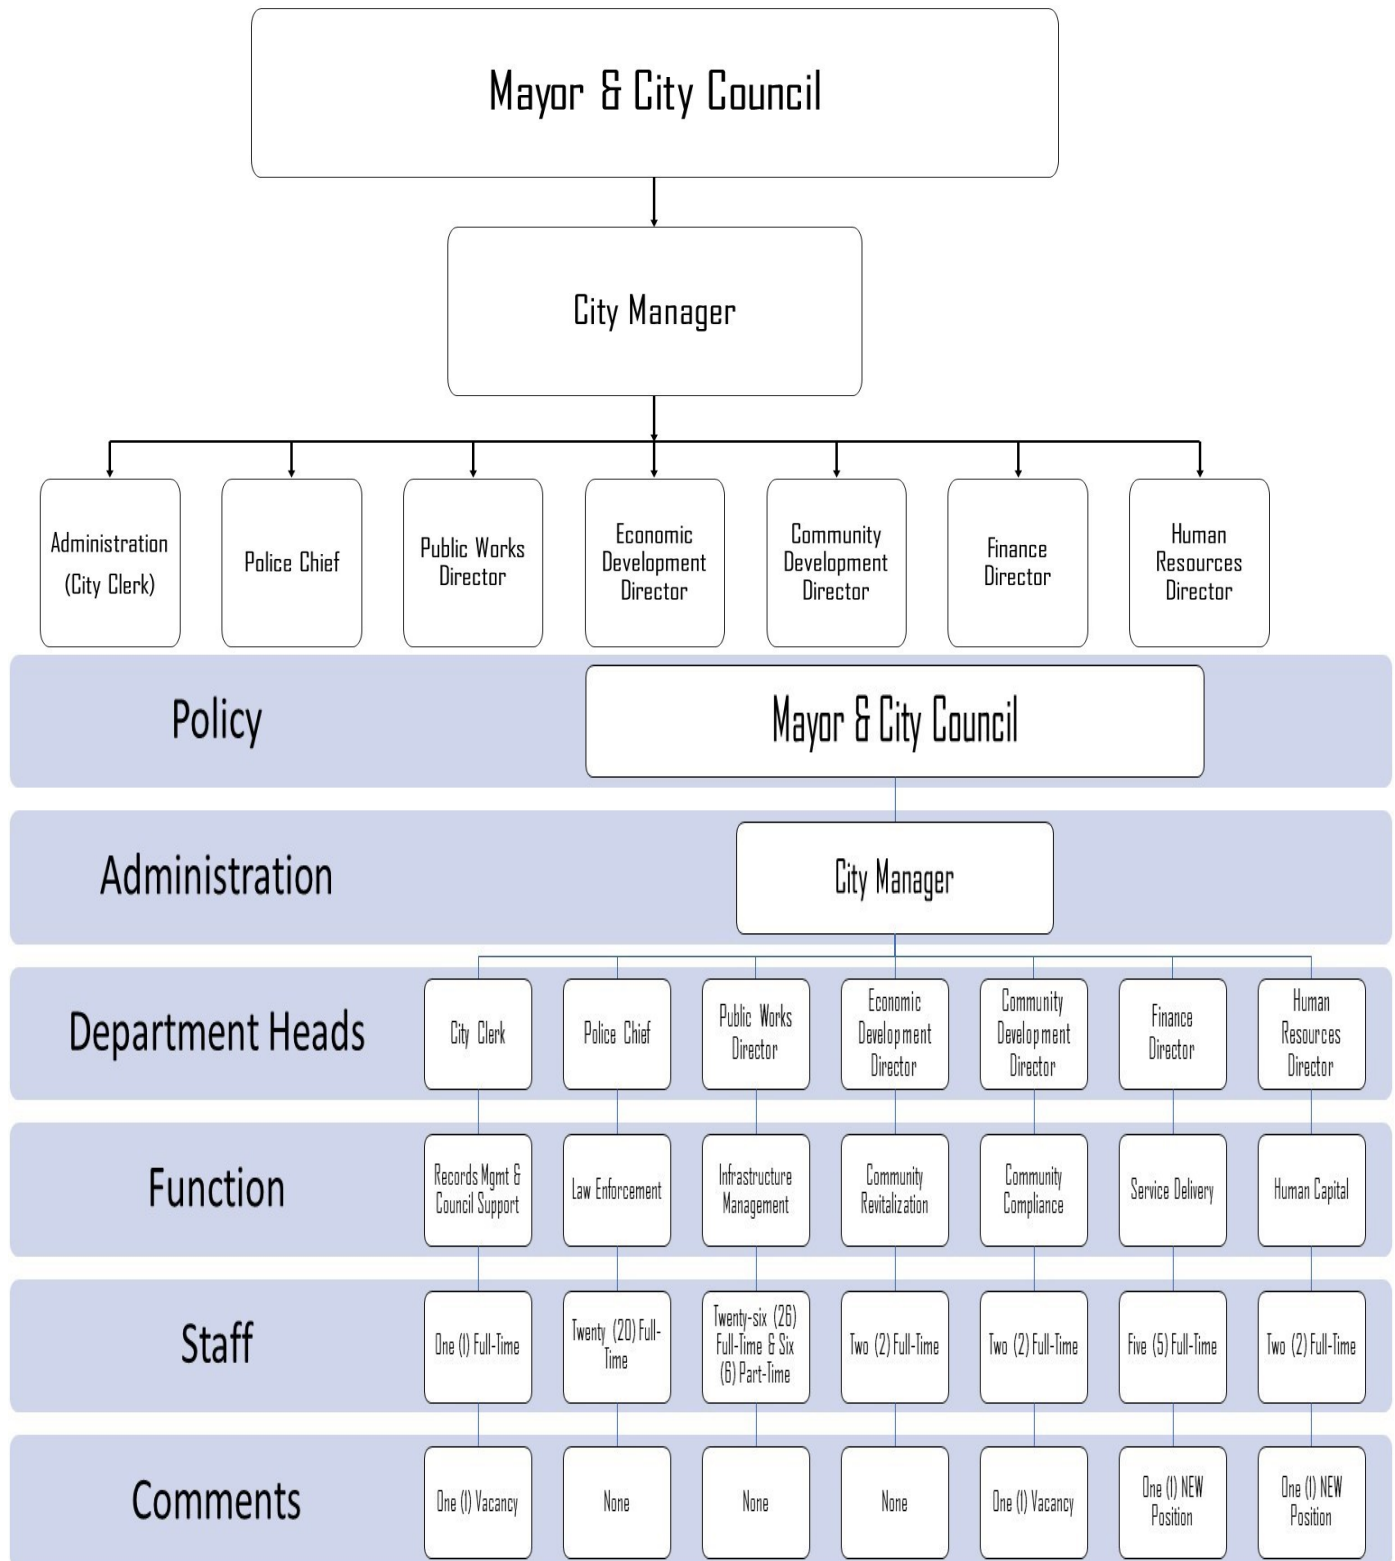 Mayor & City Council
City Manager
Administration
(City Clerk)
Police Chief
Public Works
Director
Economic
Development
Director
Community
Development
Director
Finance
Director
Human
Resources
Director
Policy
Mayor & City Council
Administration
City Manager
Department Heads
City Clerk
Police Chief
Public Works
Director
Economic
Development
Director
Community
Development
Director
Finance
Director
Human
Resources
Director
Function
Records Mgmt &
Council Support
Law Enforcement
Infrastructure
Management
Community
Revitalization
Community
Compliance
Service Delivery
Human Capital
Staff
One (1) Full-Time
Twenty (20) Full-
Time
Twenty-six (26)
Full-Time & Six
(6) Part-Time
Two (2) Full-Time
Two (2) Full-Time
Five (5) Full-Time
Two (2) Full-Time
Comments
One (1) Vacancy
None
None
None
One (1) Vacancy
One (1) NEW
Position
One (1) NEW
Position